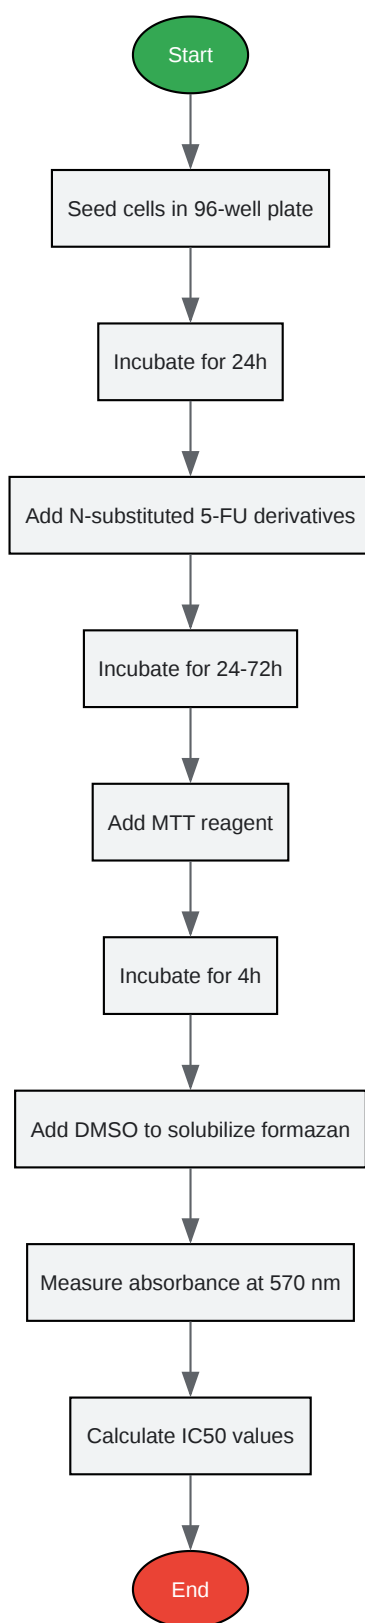 Start
Seed cells in 96-well plate
Incubate for 24h
Add N-substituted 5-FU derivatives
Incubate for 24-72h
Add MTT reagent
Incubate for 4h
Add DMSO to solubilize formazan
Measure absorbance at 570 nm
Calculate IC50 values
End